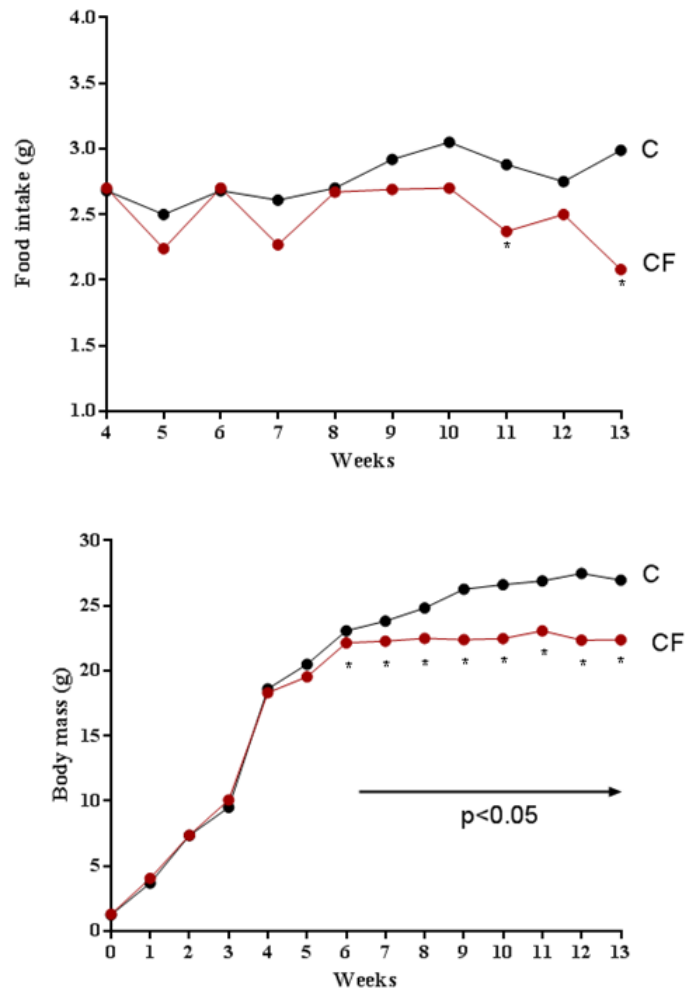 4.0
3.5
3.0
2.5
2.0
1.0
Food intake (g)
C
CF
*
*
4 5 6 7 8 9 10 11 12 13
Weeks
30
25
20
15
10
5
0
Body mass (g)
C
CF
* * * * * * * *
p<0.05
0 1 2 3 4 5 6 7 8 9 10 11 12 13
Weeks